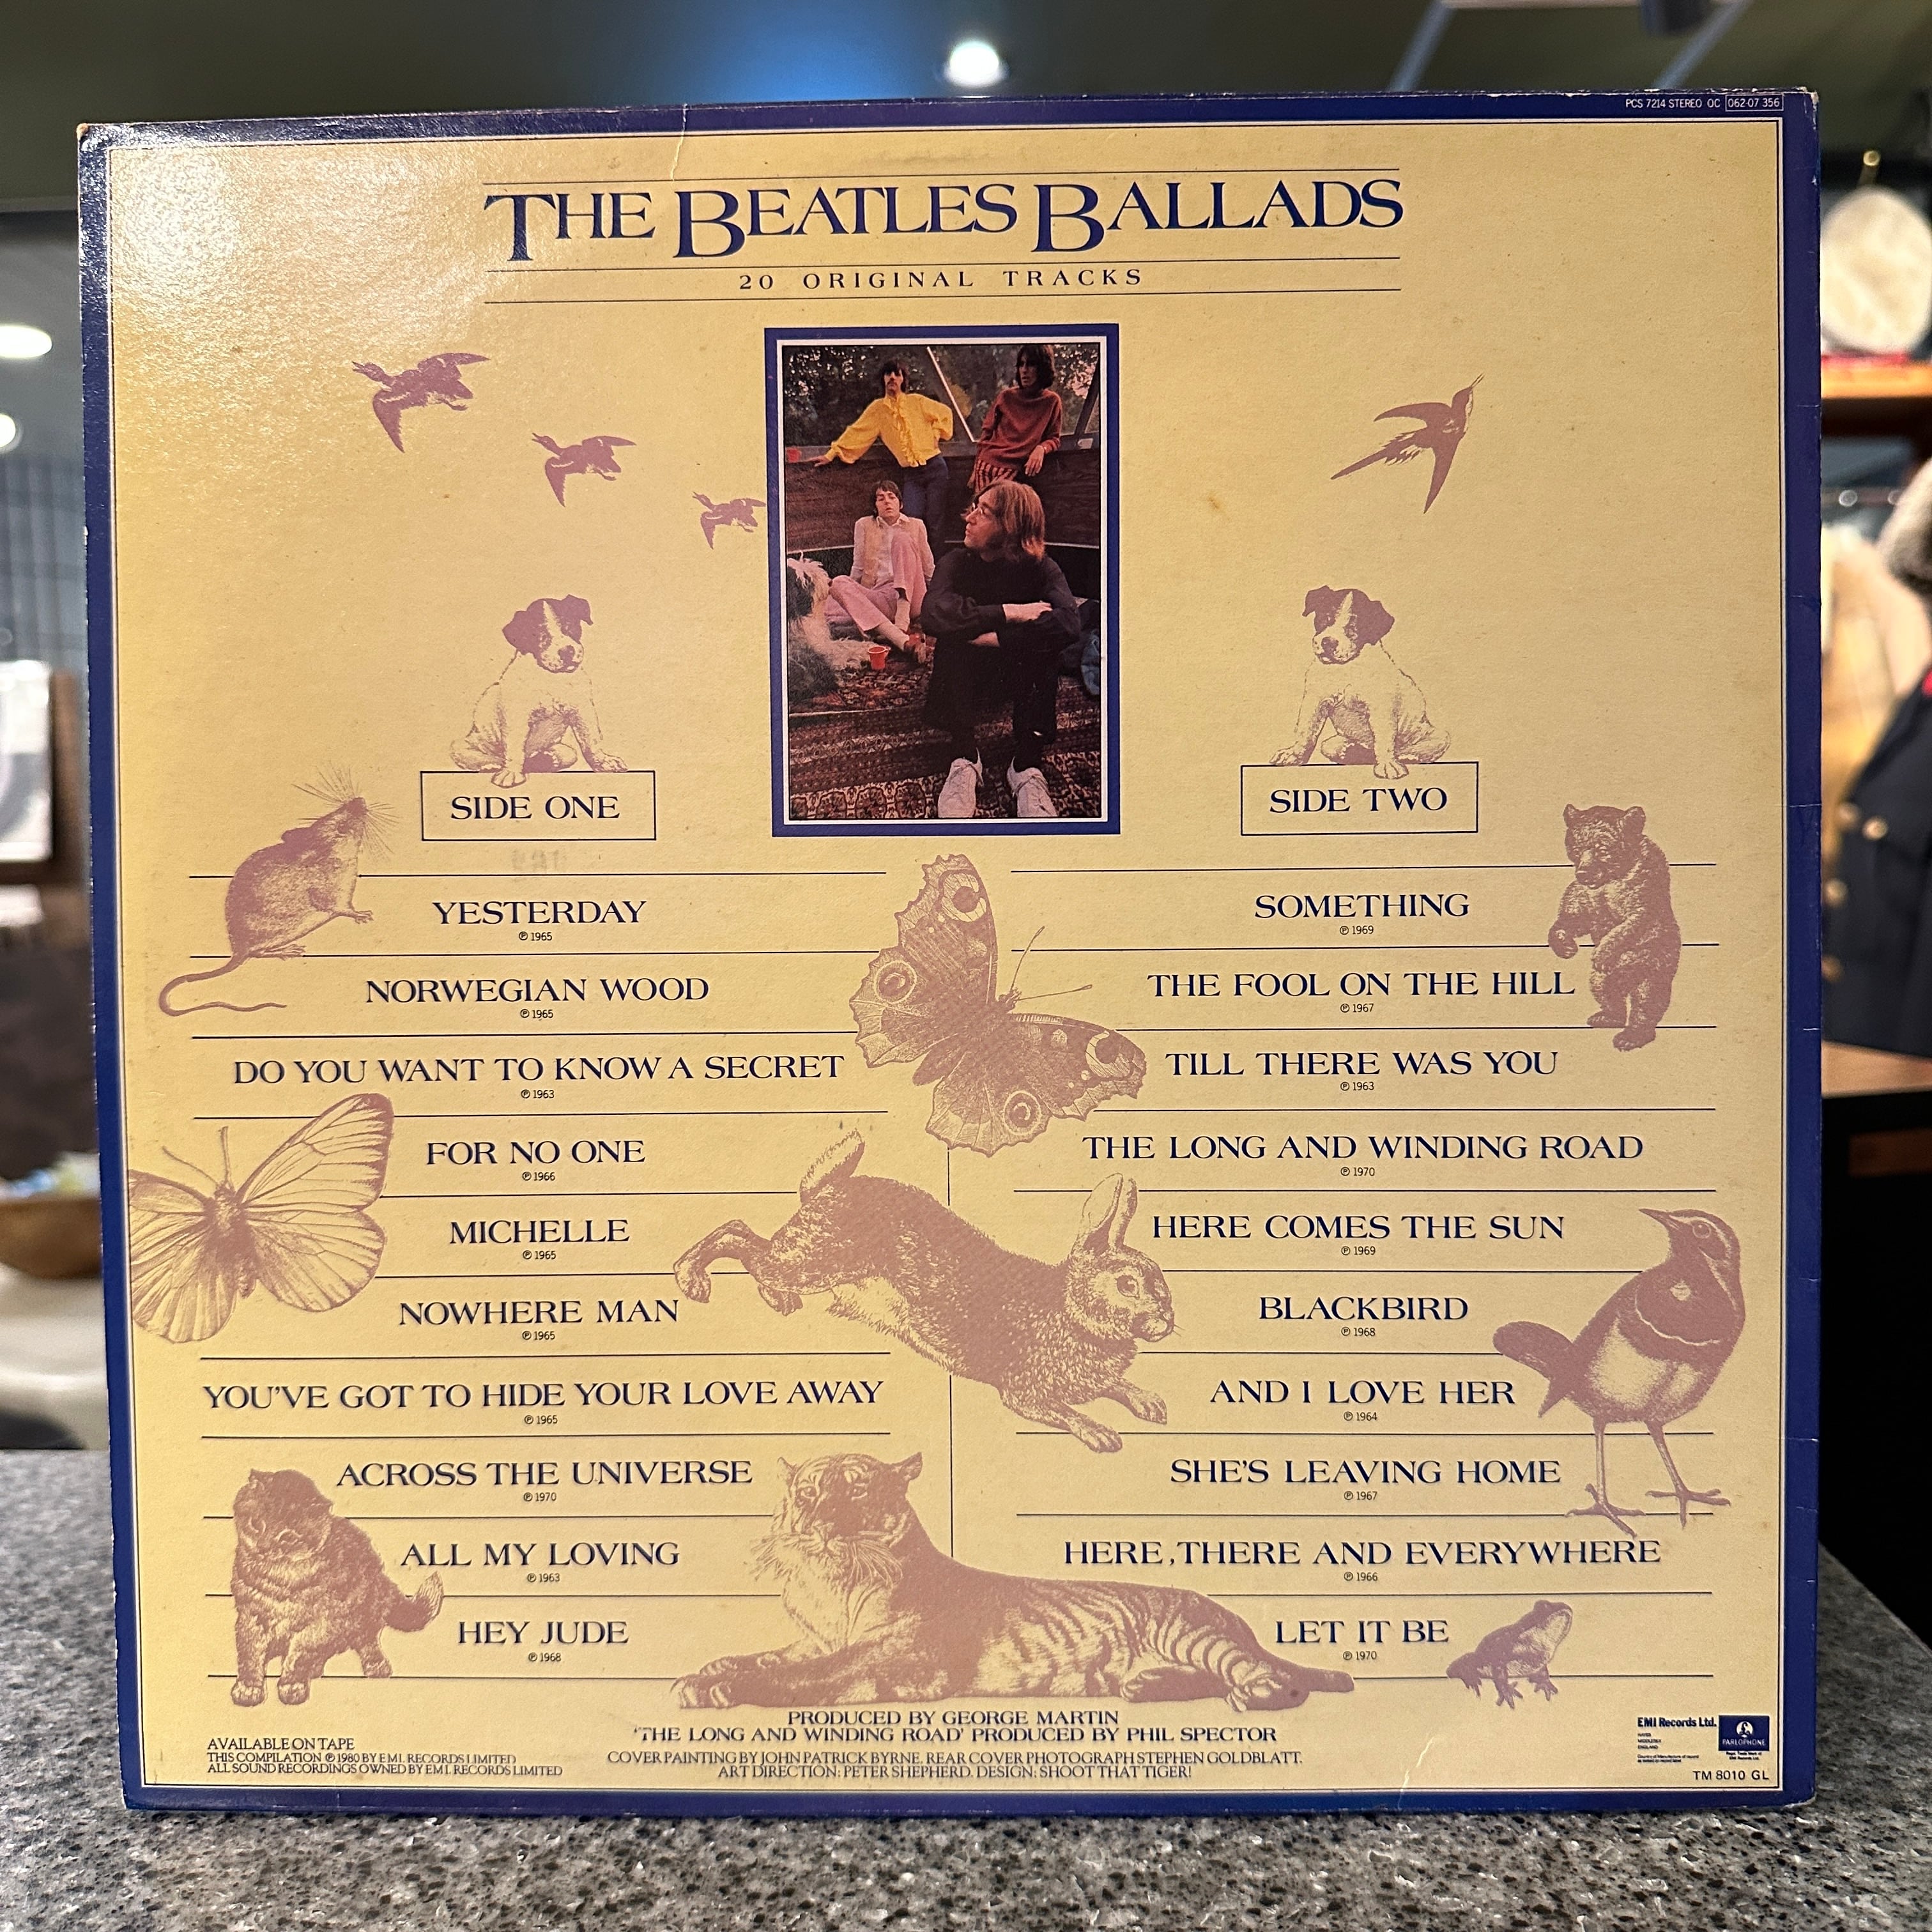 PCS 7214 STEREO OC 062-07 356
THE BEATLES BALLADS
20 ORIGINAL TRACKS
SIDE ONE
YESTERDAY
℗ 1965
NORWEGIAN WOOD
℗ 1965
DO YOU WANT TO KNOW A SECRET
℗ 1963
FOR NO ONE
℗ 1966
MICHELLE
℗ 1965
NOWHERE MAN
℗ 1965
YOU'VE GOT TO HIDE YOUR LOVE AWAY
℗ 1965
ACROSS THE UNIVERSE
℗ 1970
ALL MY LOVING
℗ 1963
HEY JUDE
℗ 1968
SIDE TWO
SOMETHING
℗ 1969
THE FOOL ON THE HILL
℗ 1967
TILL THERE WAS YOU
℗ 1963
THE LONG AND WINDING ROAD
℗ 1970
HERE COMES THE SUN
℗ 1969
BLACKBIRD
℗ 1968
AND I LOVE HER
℗ 1964
SHE'S LEAVING HOME
℗ 1967
HERE, THERE AND EVERYWHERE
℗ 1966
LET IT BE
℗ 1970
PRODUCED BY GEORGE MARTIN
'THE LONG AND WINDING ROAD' PRODUCED BY PHIL SPECTOR
COVER PAINTING BY JOHN PATRICK BYRNE. REAR COVER PHOTOGRAPH STEPHEN GOLDBLATT.
ART DIRECTION: PETER SHEPHERD. DESIGN: SHOOT THAT TIGER!
AVAILABLE ON TAPE
THIS COMPILATION ℗ 1980 BY E.M.I. RECORDS LIMITED
ALL SOUND RECORDINGS OWNED BY E.M.I. RECORDS LIMITED
EMI Records Ltd.
HAYES
MIDDLESEX
ENGLAND
PARLOPHONE
TM 8010 GL